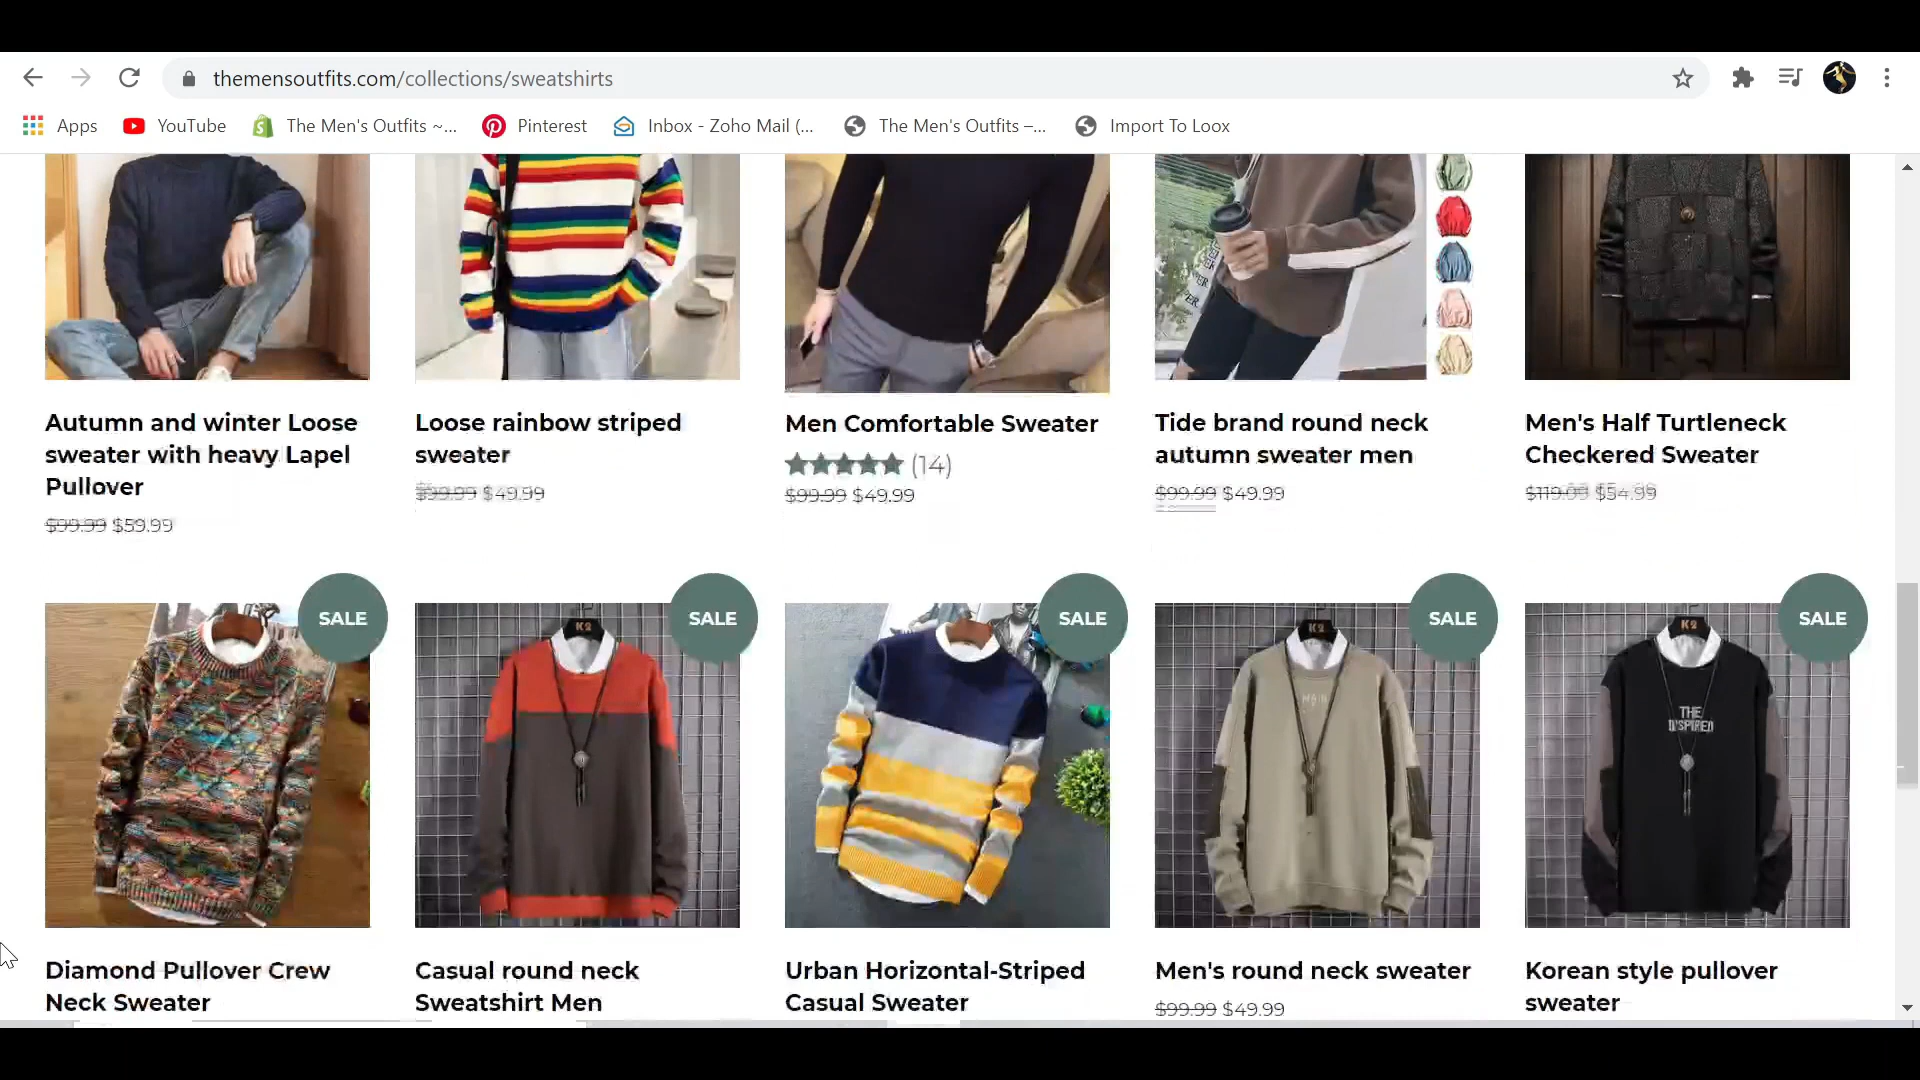 themensoutfits.com/collections/sweatshirts
Apps
YouTube
The Men's Outfits ~...
Pinterest
Inbox - Zoho Mail (...
The Men's Outfits –...
Import To Loox
Autumn and winter Loose
sweater with heavy Lapel
Pullover
$99.99 $59.99
Loose rainbow striped
sweater
$99.99 $49.99
Men Comfortable Sweater
(14)
$99.99 $49.99
Tide brand round neck
autumn sweater men
$99.99 $49.99
Men's Half Turtleneck
Checkered Sweater
$54.99
SALE
SALE
SALE
SALE
SALE
K2
K2
K2
THE
INSPIRED
Diamond Pullover Crew
Neck Sweater
Casual round neck
Sweatshirt Men
Urban Horizontal-Striped
Casual Sweater
Men's round neck sweater
$99.99 $49.99
Korean style pullover
sweater